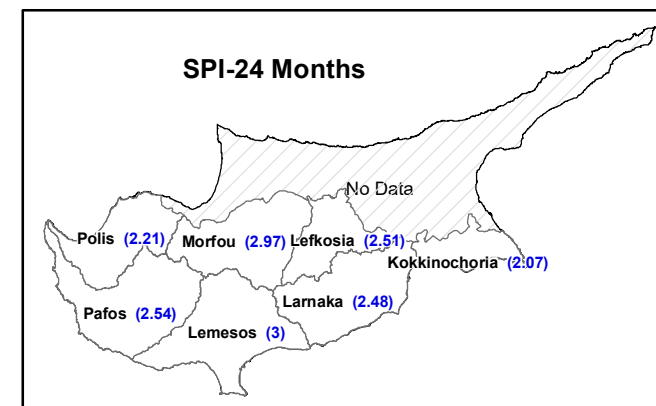 SPI-24 Months
No Data
Polis (2.21)
Morfou (2.97)
Lefkosia (2.51)
Kokkinochoria (2.07)
Pafos (2.54)
Larnaka (2.48)
Lemesos (3)